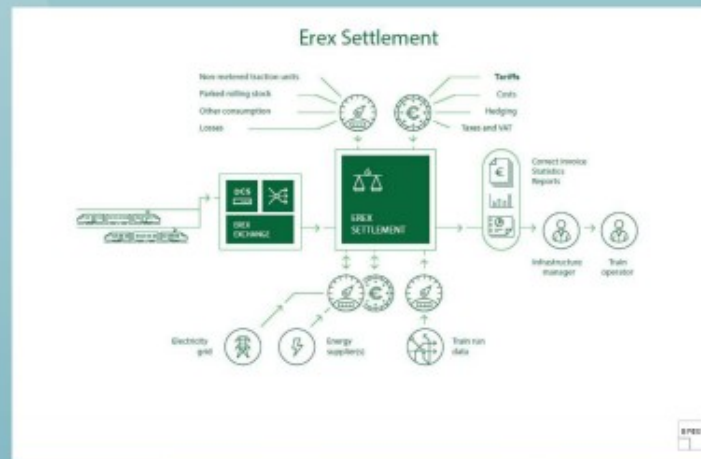 Erex Settlement
Non-metered traction units
Parked rolling stock
Other consumption
Losses
Tariffs
Costs
Hedging
Taxes and VAT
DCS
EREX
EXCHANGE
EREX
SETTLEMENT
Correct invoice
Statistics
Reports
Infrastructure
manager
Train
operator
Electricity
grid
Energy
supplier(s)
Train run
data